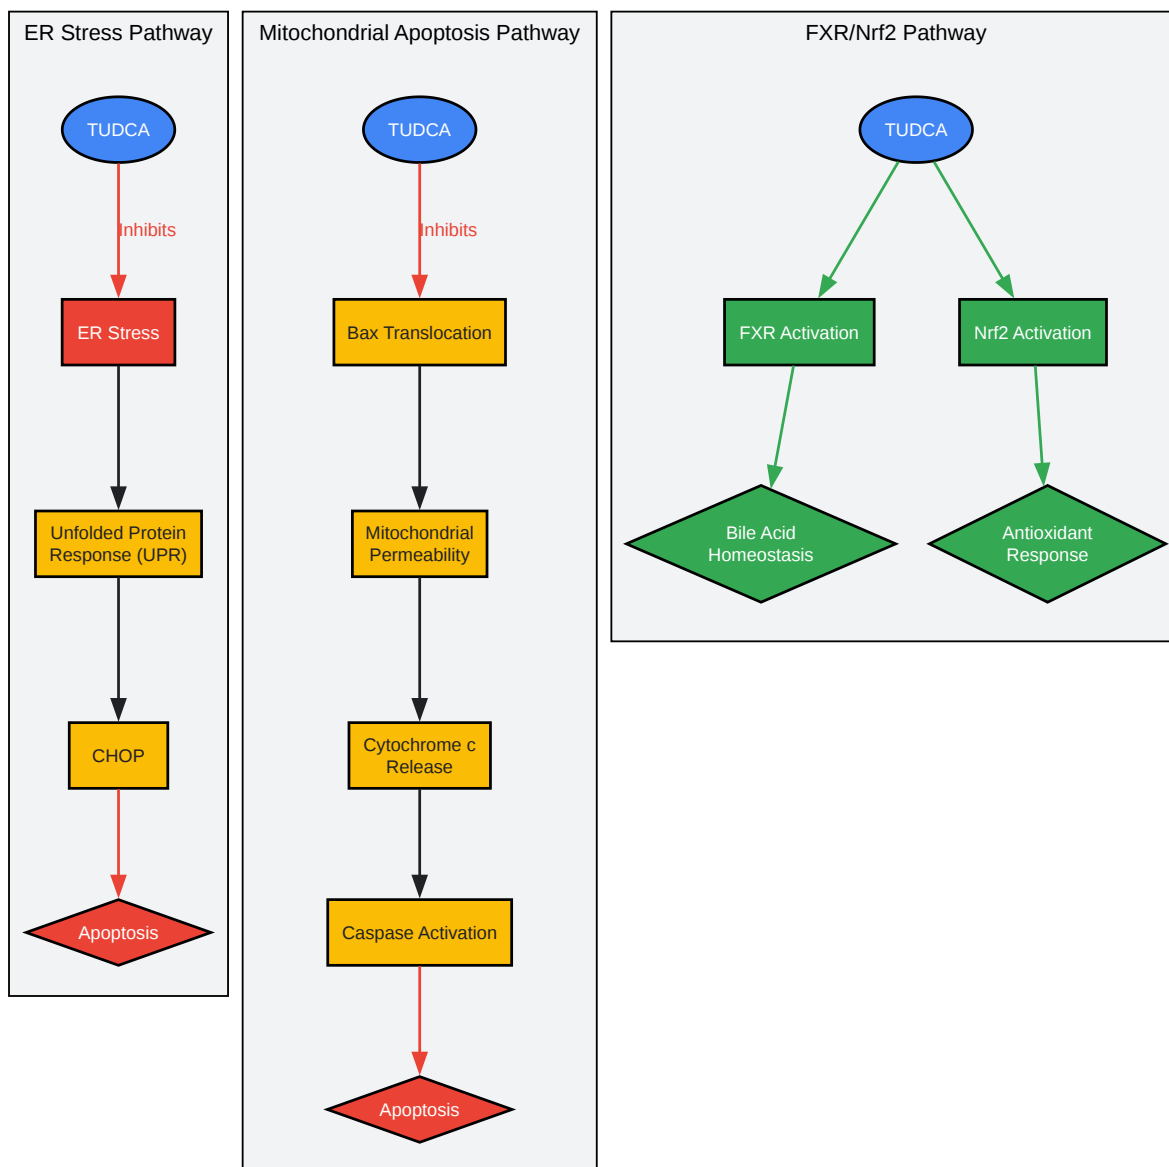 ER Stress Pathway
TUDCA
Inhibits
ER Stress
Unfolded Protein
Response (UPR)
CHOP
Apoptosis
Mitochondrial Apoptosis Pathway
TUDCA
Inhibits
Bax Translocation
Mitochondrial
Permeability
Cytochrome c
Release
Caspase Activation
Apoptosis
FXR/Nrf2 Pathway
TUDCA
FXR Activation
Nrf2 Activation
Bile Acid
Homeostasis
Antioxidant
Response